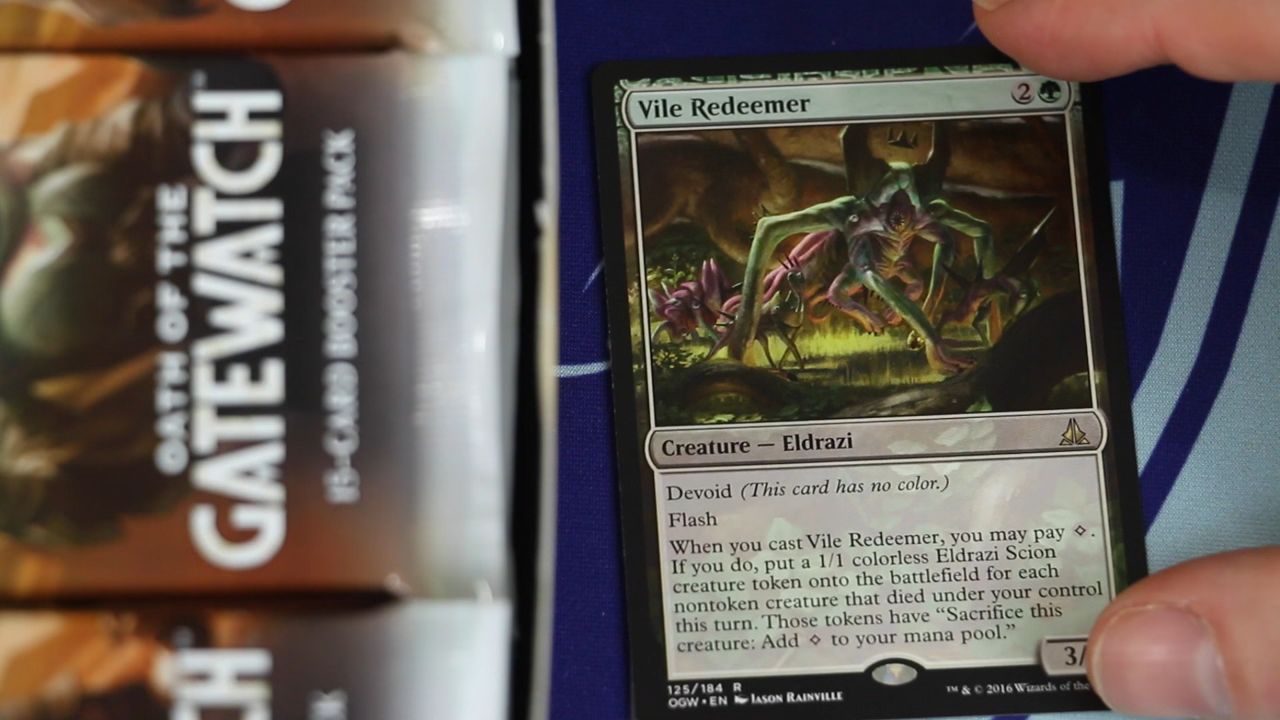 OATH OF THE
GATEWATCH™
15-CARD BOOSTER PACK
Vile Redeemer
2
Creature — Eldrazi
Devoid (This card has no color.)
Flash
When you cast Vile Redeemer, you may pay ◇.
If you do, put a 1/1 colorless Eldrazi Scion
creature token onto the battlefield for each
nontoken creature that died under your control
this turn. Those tokens have “Sacrifice this
creature: Add ◇ to your mana pool.”
3/
125/184 R
OGW • EN Jason Rainville
™ & © 2016 Wizards of the